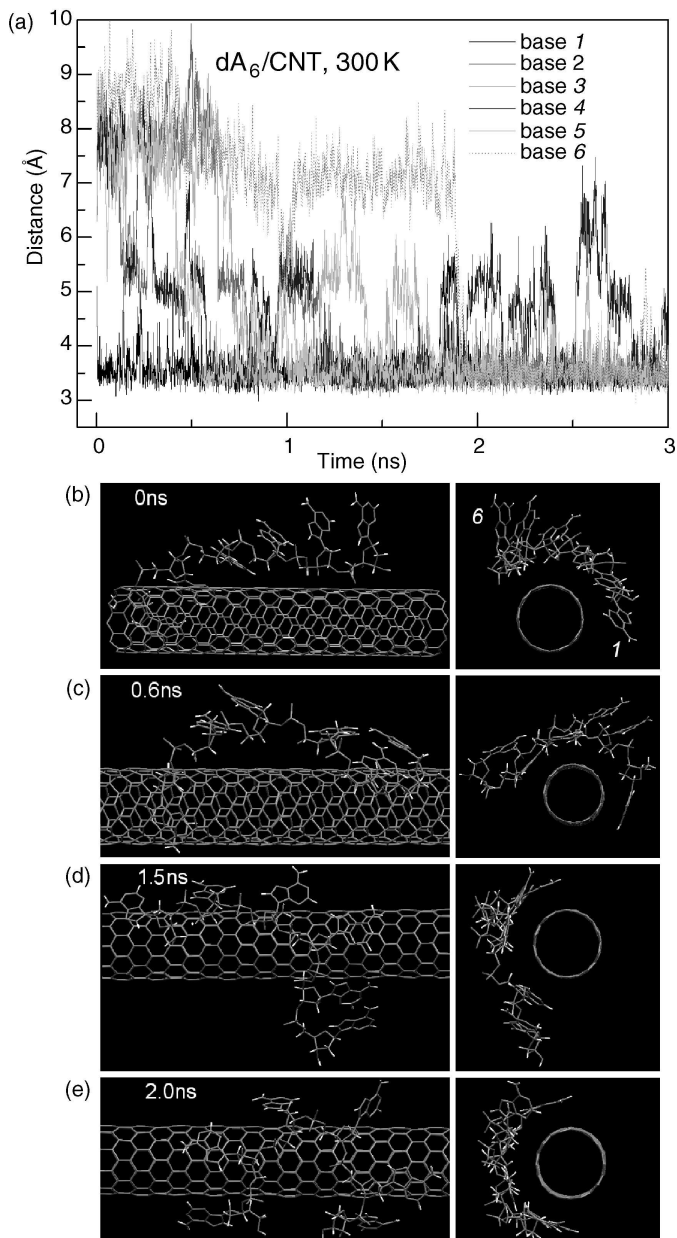 (a)
10
9
8
7
6
5
4
3
Distance (Å)
dA6/CNT, 300 K
base 1
base 2
base 3
base 4
base 5
base 6
0
1
2
3
Time (ns)
(b)
0ns
6
1
(c)
0.6ns
(d)
1.5ns
(e)
2.0ns